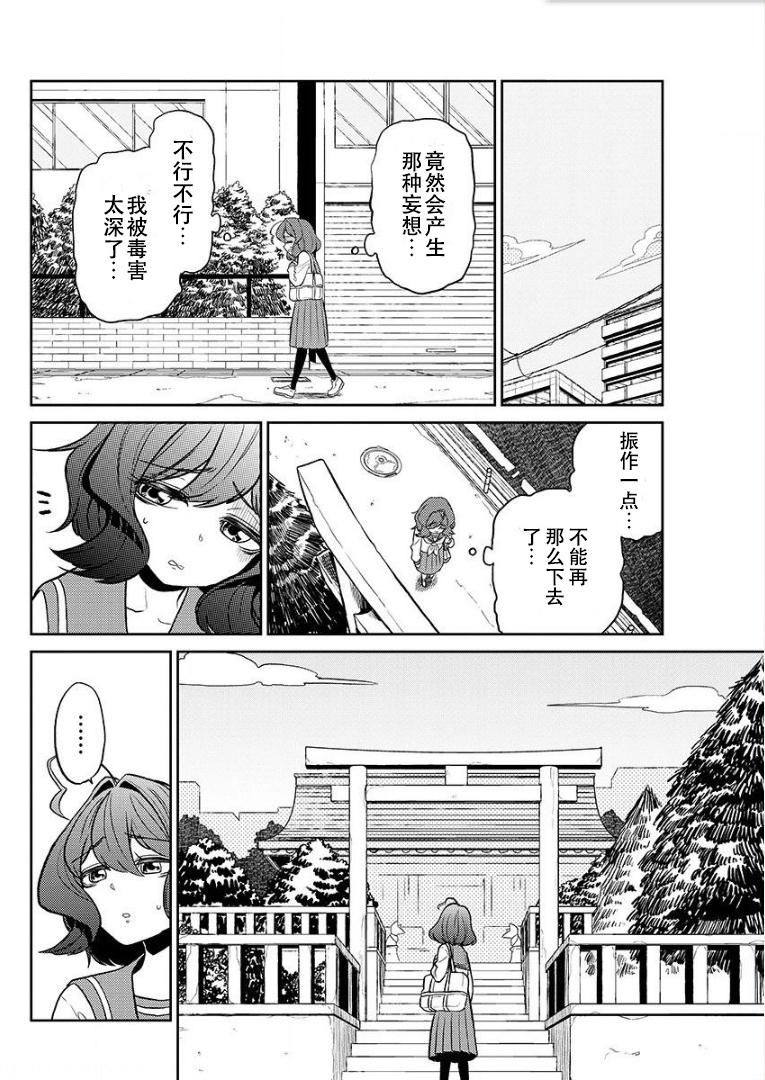 竟然会产生
那种妄想…
不行不行…
我被毒害
太深了…
振作一点…
不能再
那么下去
了…
……